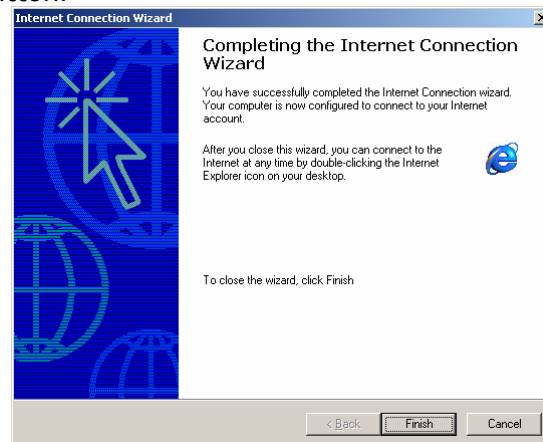 Internet Connection Wizard
Completing the Internet Connection
Wizard
You have successfully completed the Internet Connection wizard.
Your computer is now configured to connect to your Internet
account.
After you close this wizard, you can connect to the
Internet at any time by double-clicking the Internet
Explorer icon on your desktop.
To close the wizard, click Finish
< Back
Finish
Cancel